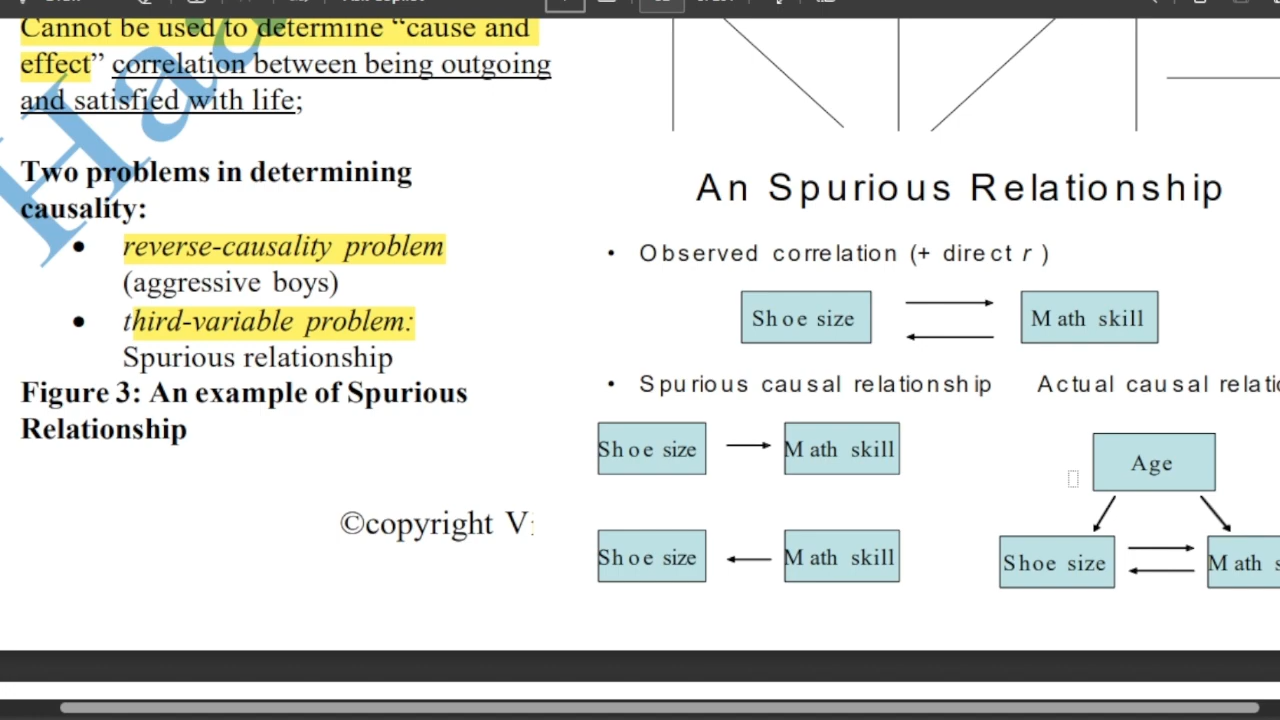 Cannot be used to determine “cause and
effect” correlation between being outgoing
and satisfied with life;
Two problems in determining
causality:
• reverse-causality problem
(aggressive boys)
• third-variable problem:
Spurious relationship
Figure 3: An example of Spurious
Relationship
©copyright
An Spurious Relationship
• Observed correlation (+ direct r )
Shoe size Math skill
• Spurious causal relationship Actual causal
Shoe size Math skill
Shoe size Math skill
Age
Shoe size Math